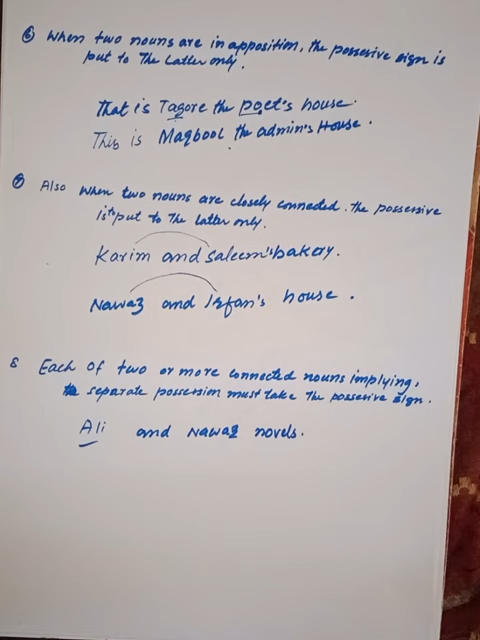 ⑥ When two nouns are in apposition, the possesive sign is
put to The Latter only.
That is Tagore the poet's house.
This is Maqbool the admin's House.
⑦ Also when two nouns are closely connected. the possessive
is put to The latter only.
Karim and Saleem's bakery.
Nawaz and Irfan's house.
8 Each of two or more connected nouns implying,
separate possession must take The possesive sign.
Ali and Nawaz novels.